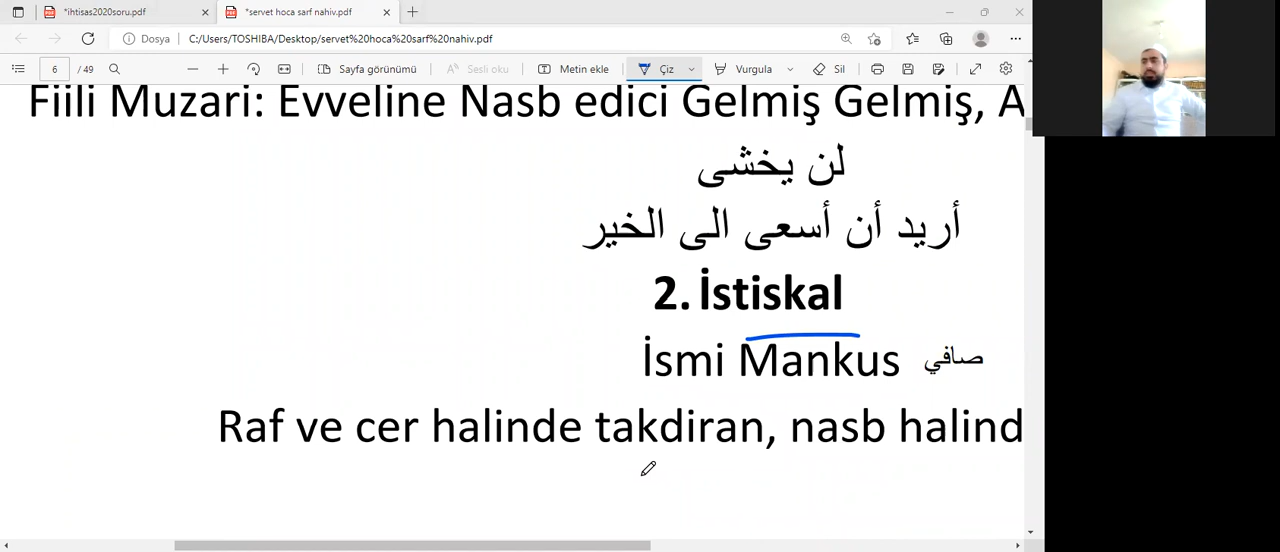 *ihtisas2020soru.pdf
*servet hoca sarf nahiv.pdf
Dosya C:/Users/TOSHIBA/Desktop/servet%20hoca%20sarf%20nahiv.pdf
6 / 49 Sayfa görünümü Sesli oku Metin ekle Çiz Vurgula Sil
Fiili Muzari: Evveline Nasb edici Gelmiş Gelmiş, A
لن يخشى
أريد أن أسعى الى الخير
2. İstiskal
İsmi Mankus صافي
Raf ve cer halinde takdiran, nasb halind